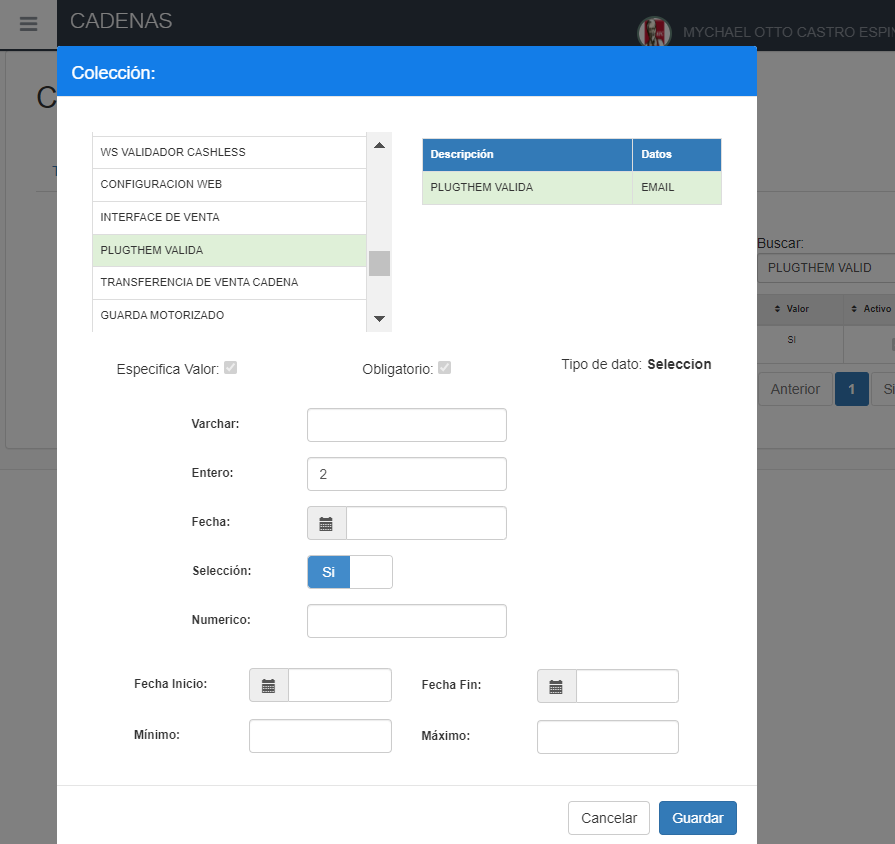 CADENAS
MYCHAEL OTTO CASTRO ESPIN
Colección:
WS VALIDADOR CASHLESS
CONFIGURACION WEB
INTERFACE DE VENTA
PLUGTHEM VALIDA
TRANSFERENCIA DE VENTA CADENA
GUARDA MOTORIZADO
Descripción Datos
PLUGTHEM VALIDA EMAIL
Buscar:
PLUGTHEM VALID
Valor Activo
SI
Anterior 1 Si
Especifica Valor: Obligatorio: Tipo de dato: Seleccion
Varchar:
Entero: 2
Fecha:
Selección: Si
Numerico:
Fecha Inicio: Fecha Fin:
Mínimo: Máximo:
Cancelar Guardar